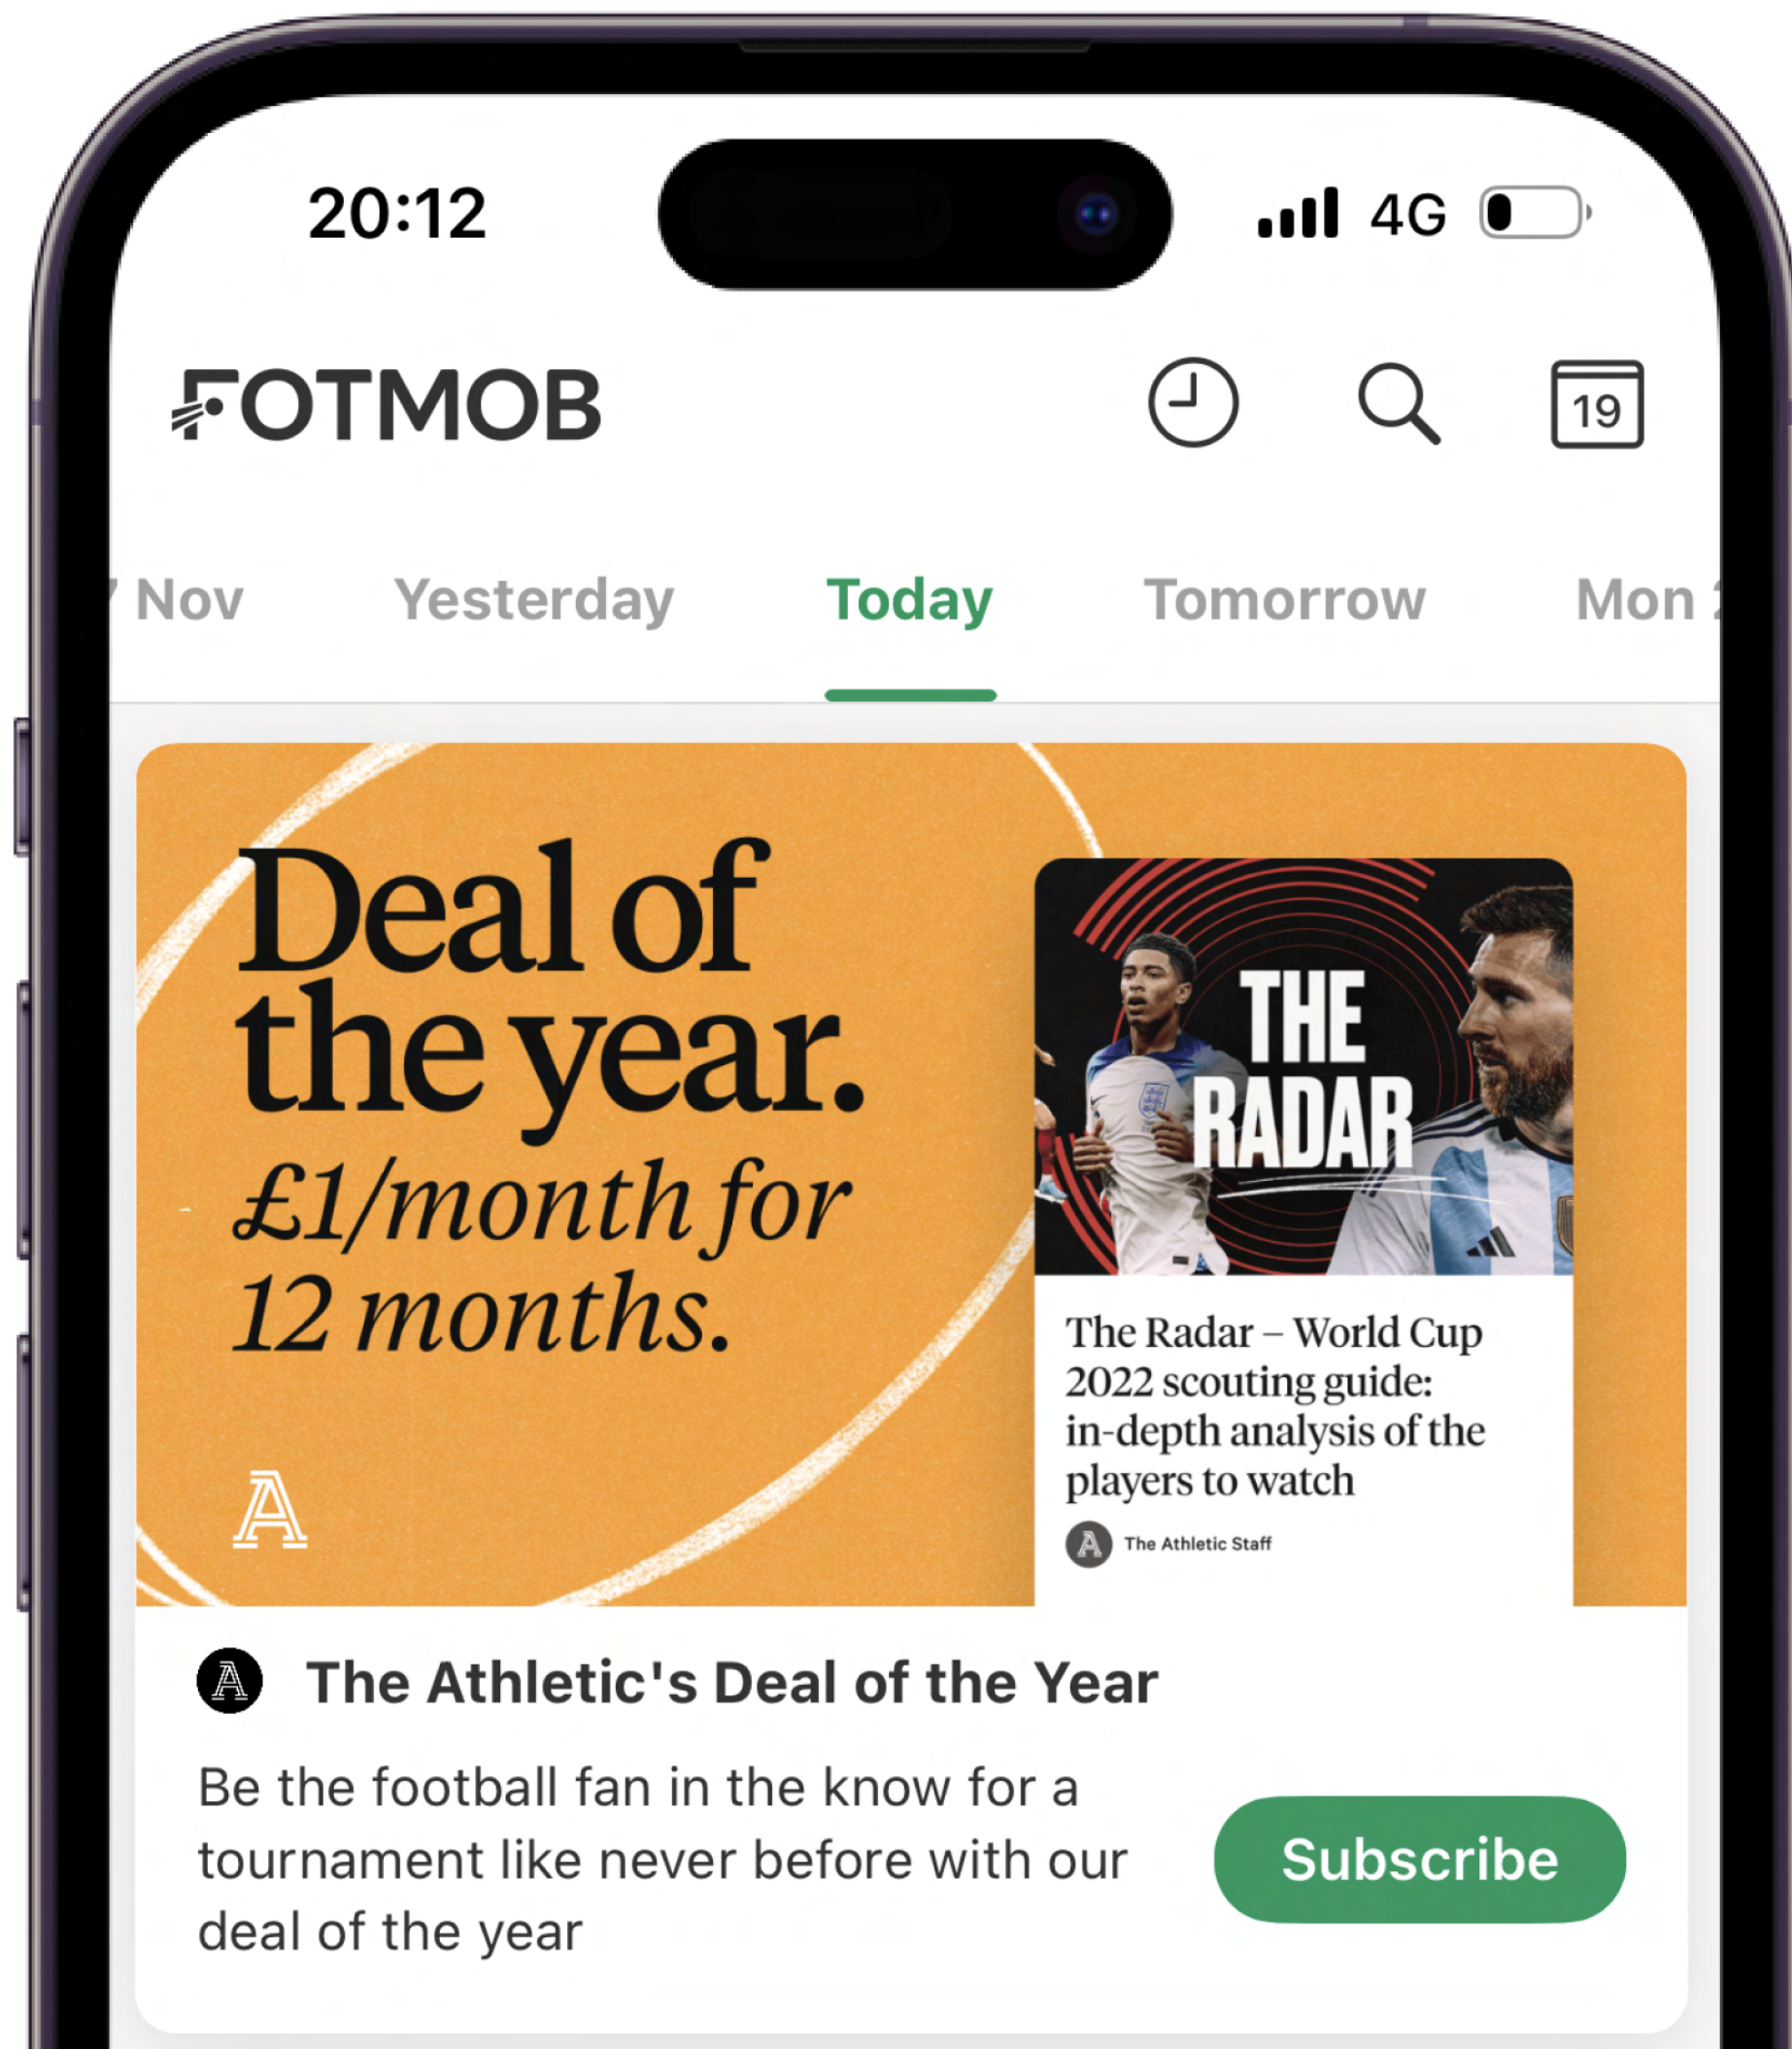 20:12 4G
FOTMOB 19
Nov Yesterday Today Tomorrow Mon
Deal of
the year.
£1/month for
12 months.
A
THE
RADAR
The Radar – World Cup
2022 scouting guide:
in-depth analysis of the
players to watch
A The Athletic Staff
A The Athletic's Deal of the Year
Be the football fan in the know for a
tournament like never before with our
deal of the year
Subscribe